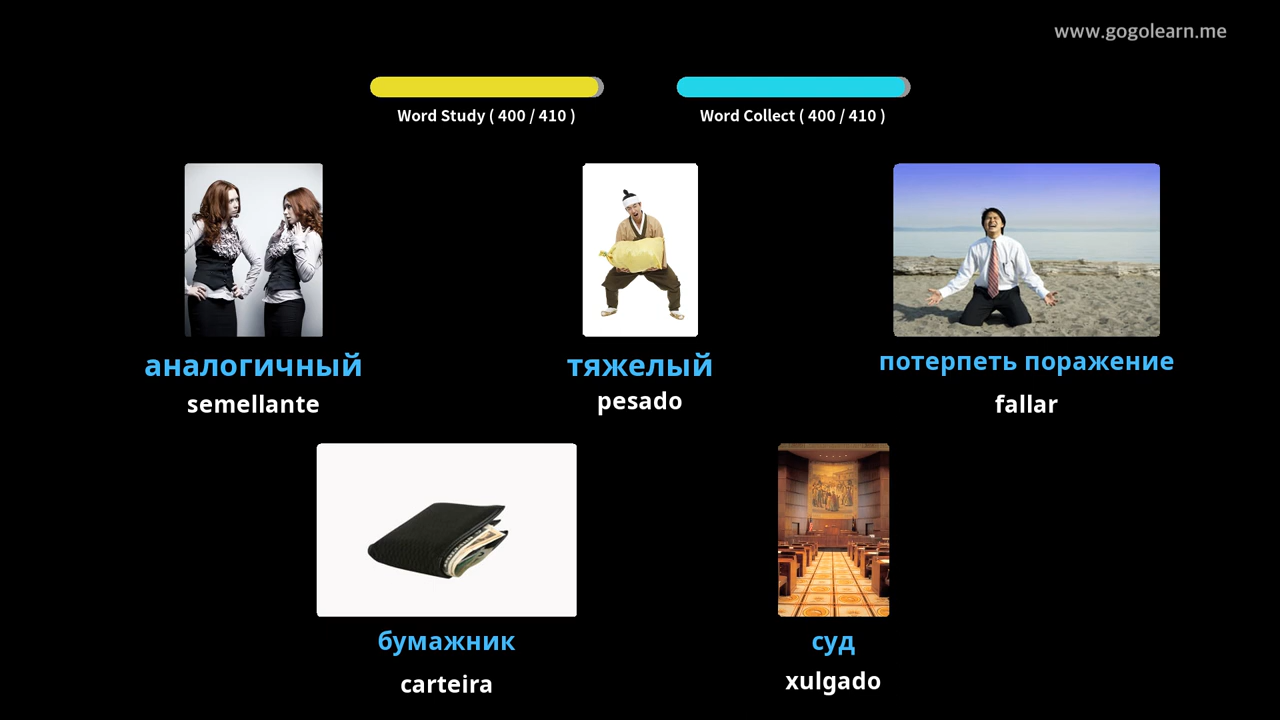 www.gogolearn.me
Word Study ( 400 / 410 )
Word Collect ( 400 / 410 )
аналогичный
тяжелый
потерпеть поражение
semellante
pesado
fallar
бумажник
суд
carteira
xulgado